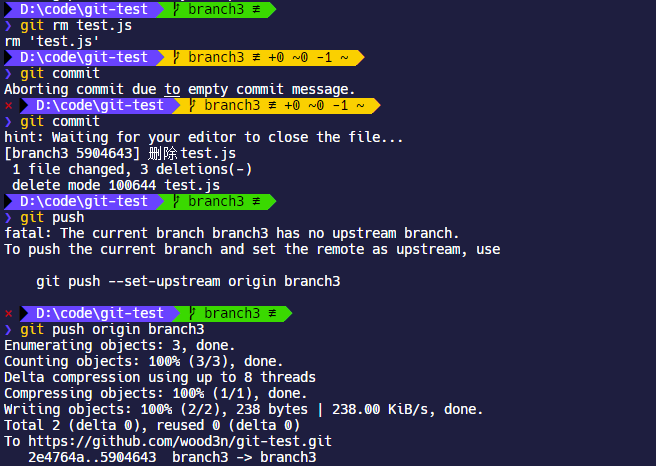 D:\code\git-test branch3 ≢
❯ git rm test.js
rm 'test.js'
D:\code\git-test branch3 ≢ +0 ~0 -1 ~
❯ git commit
Aborting commit due to empty commit message.
× D:\code\git-test branch3 ≢ +0 ~0 -1 ~
❯ git commit
hint: Waiting for your editor to close the file...
[branch3 5904643] 删除test.js
1 file changed, 3 deletions(-)
delete mode 100644 test.js
D:\code\git-test branch3 ≢
❯ git push
fatal: The current branch branch3 has no upstream branch.
To push the current branch and set the remote as upstream, use
git push --set-upstream origin branch3
× D:\code\git-test branch3 ≢
❯ git push origin branch3
Enumerating objects: 3, done.
Counting objects: 100% (3/3), done.
Delta compression using up to 8 threads
Compressing objects: 100% (1/1), done.
Writing objects: 100% (2/2), 238 bytes | 238.00 KiB/s, done.
Total 2 (delta 0), reused 0 (delta 0)
To https://github.com/wood3n/git-test.git
2e4764a..5904643 branch3 -> branch3